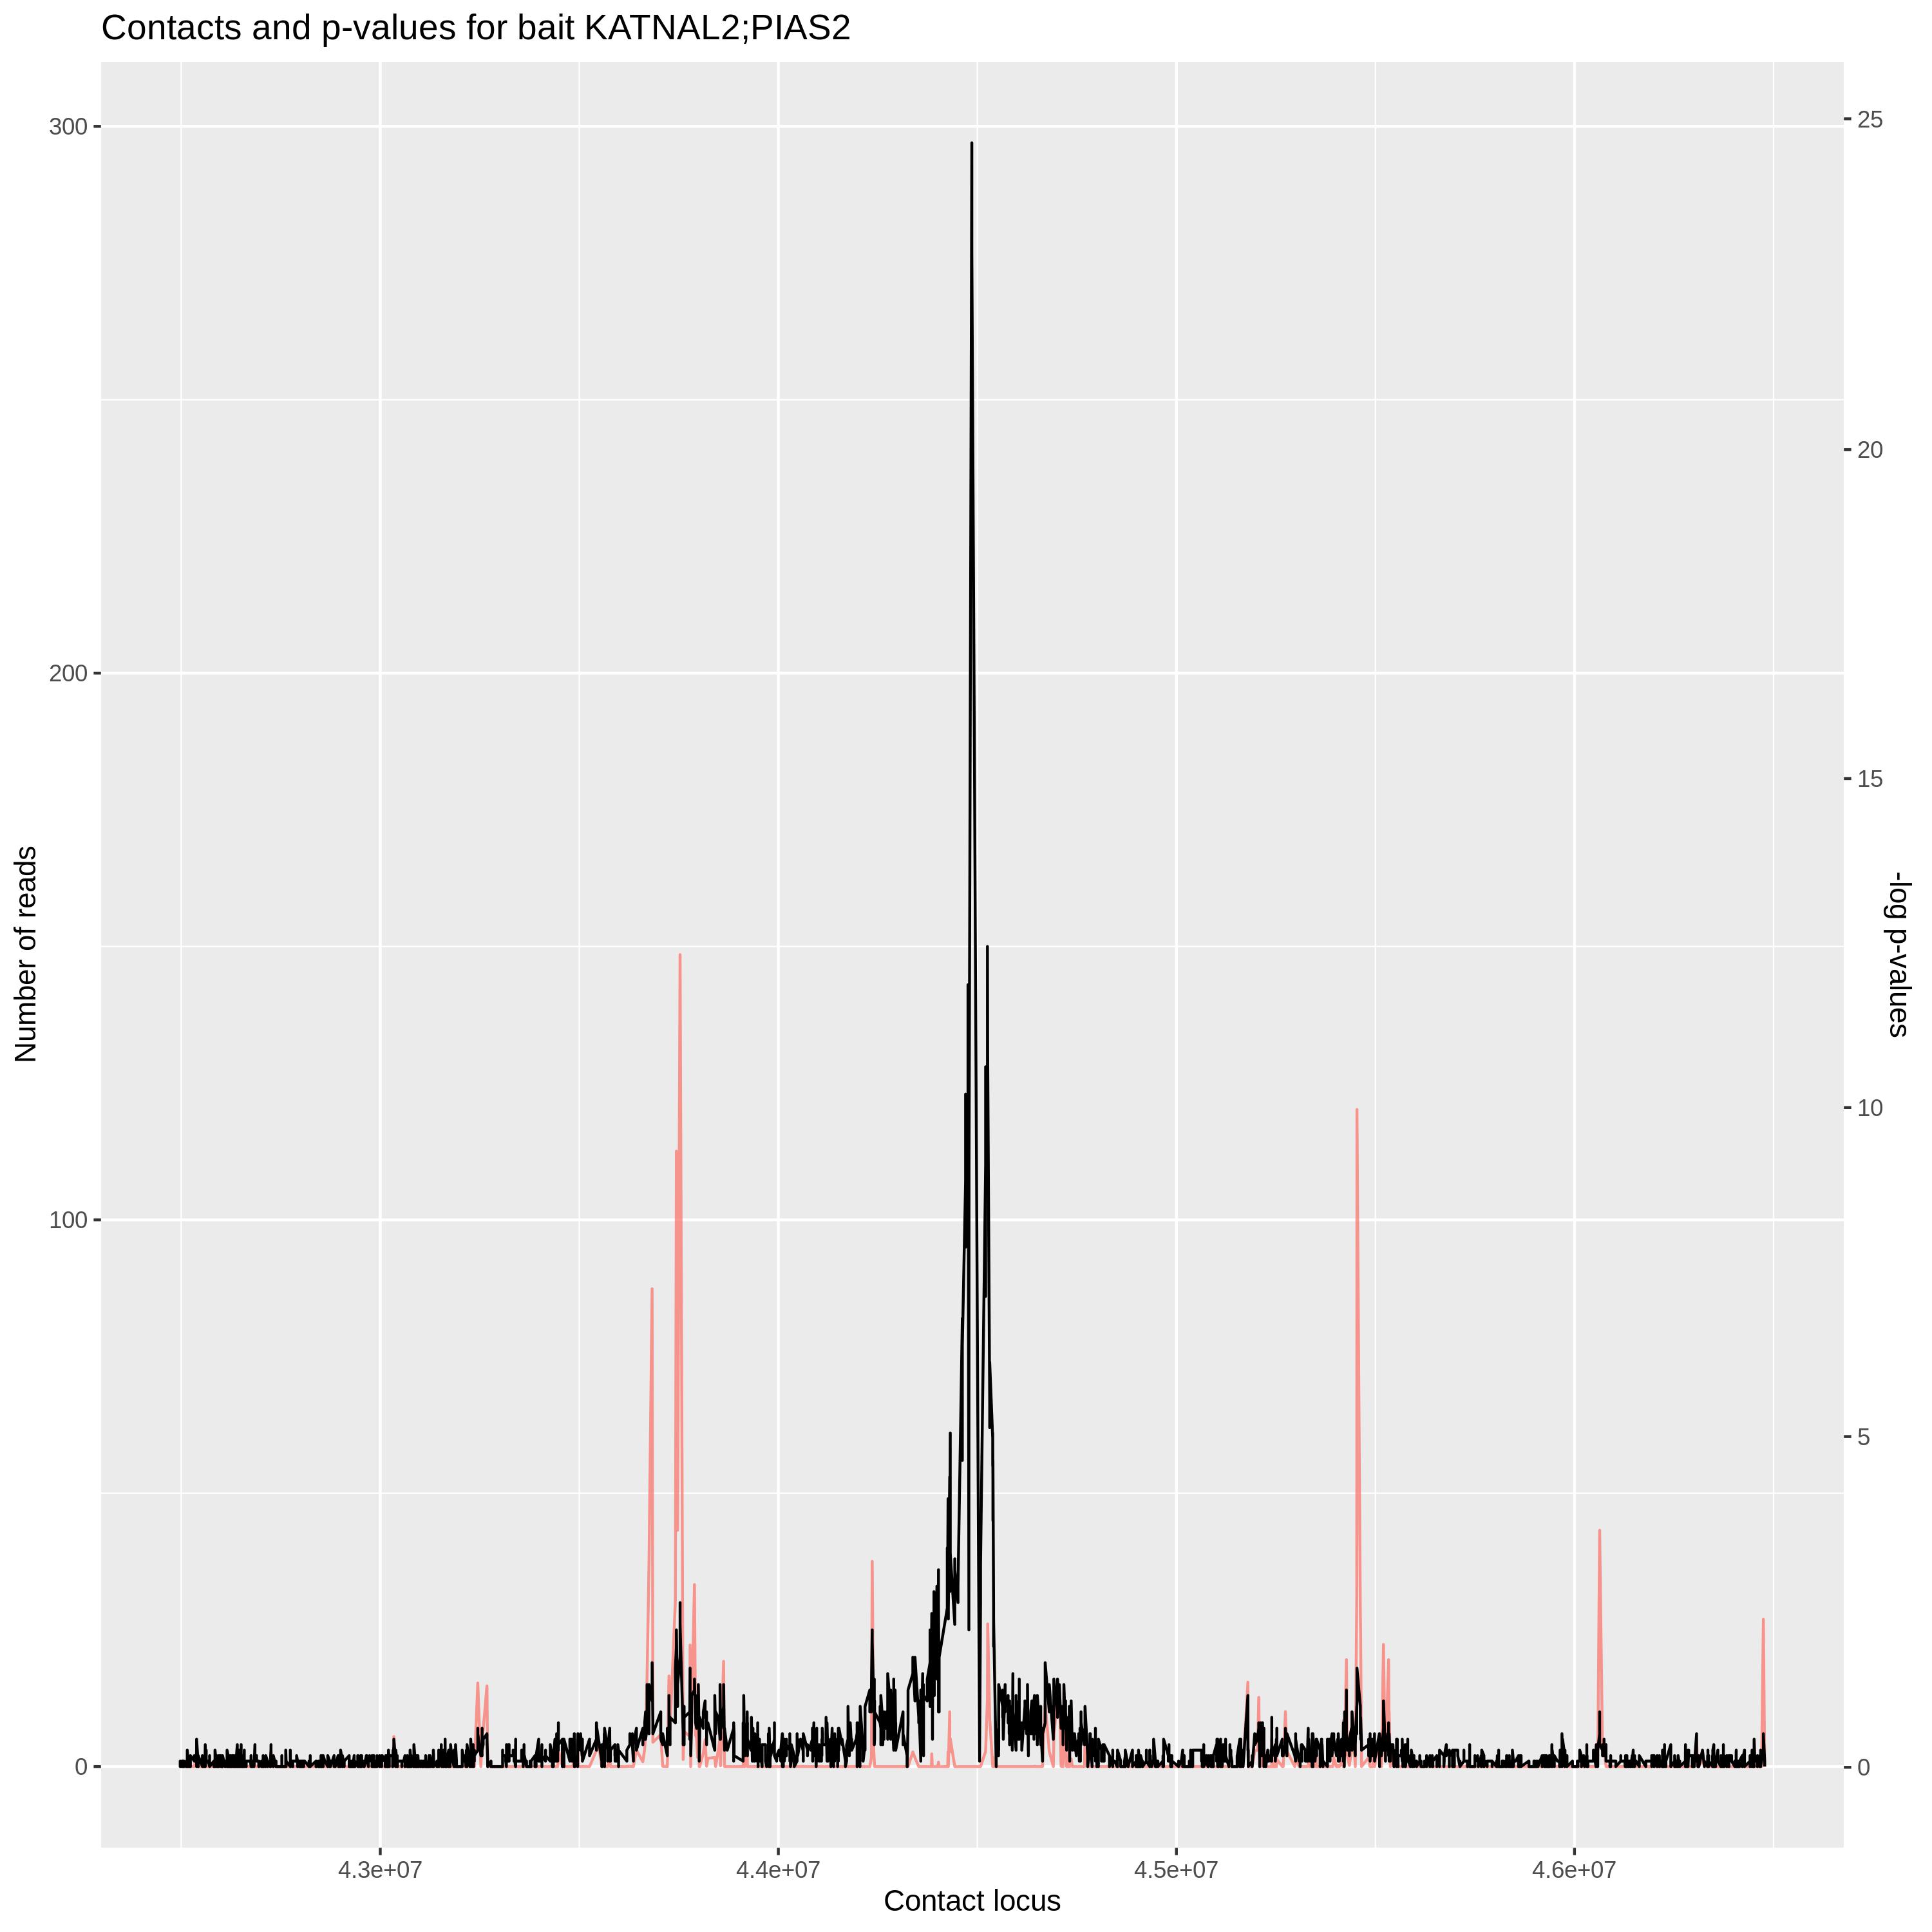 Contacts and p-values for bait KATNAL2;PIAS2
300
200
100
0
Number of reads
25
20
15
10
5
0
-log p-values
4.3e+07
4.4e+07
4.5e+07
4.6e+07
Contact locus